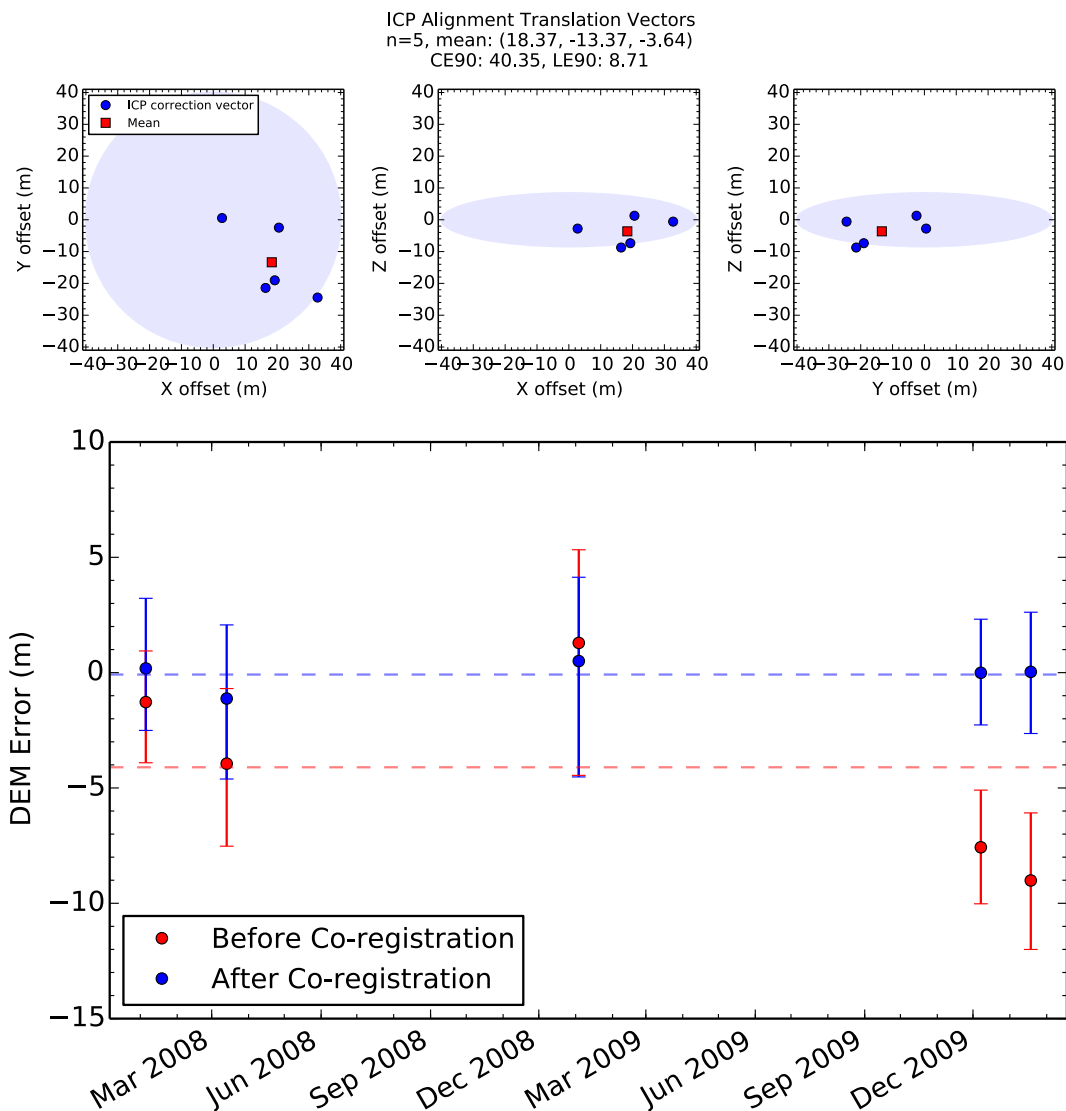 ICP Alignment Translation Vectors
n=5, mean: (18.37, -13.37, -3.64)
CE90: 40.35, LE90: 8.71
40
30
20
10
0
−10
−20
−30
−40
Y offset (m)
ICP correction vector
Mean
−40−30−20−10 0 10 20 30 40
X offset (m)
40
30
20
10
0
−10
−20
−30
−40
Z offset (m)
−40−30−20−10 0 10 20 30 40
X offset (m)
40
30
20
10
0
−10
−20
−30
−40
Z offset (m)
−40−30−20−10 0 10 20 30 40
Y offset (m)
10
5
0
−5
−10
−15
DEM Error (m)
Before Co-registration
After Co-registration
Mar 2008
Jun 2008
Sep 2008
Dec 2008
Mar 2009
Jun 2009
Sep 2009
Dec 2009